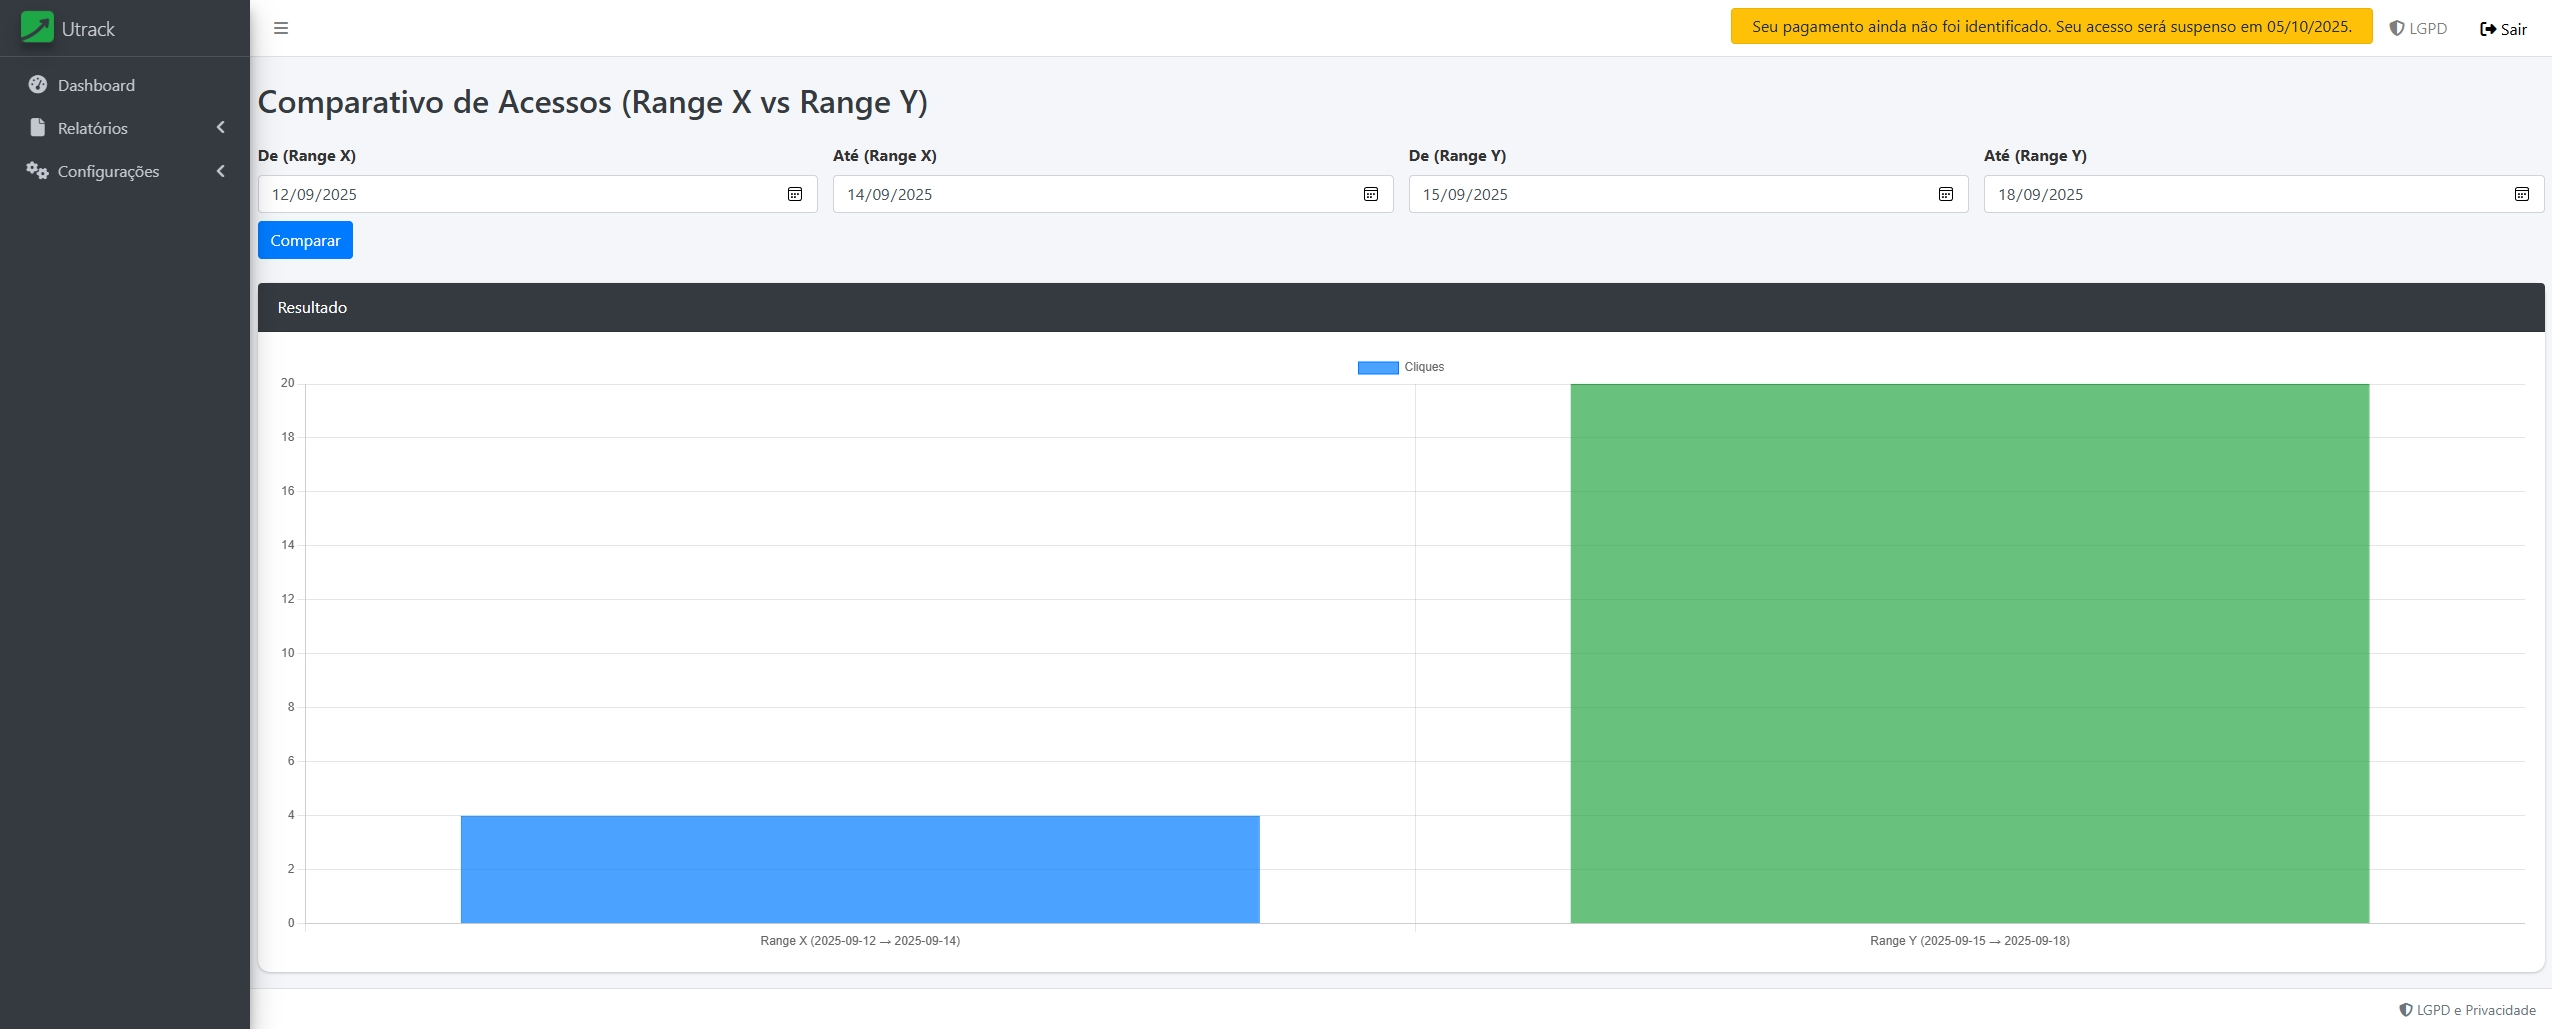 Utrack
Seu pagamento ainda não foi identificado. Seu acesso será suspenso em 05/10/2025.
LGPD
Sair
Dashboard
Relatórios
Configurações
Comparativo de Acessos (Range X vs Range Y)
De (Range X)
Até (Range X)
De (Range Y)
Até (Range Y)
12/09/2025
14/09/2025
15/09/2025
18/09/2025
Comparar
Resultado
Cliques
20
18
16
14
12
10
8
6
4
2
0
Range X (2025-09-12 → 2025-09-14)
Range Y (2025-09-15 → 2025-09-18)
LGPD e Privacidade